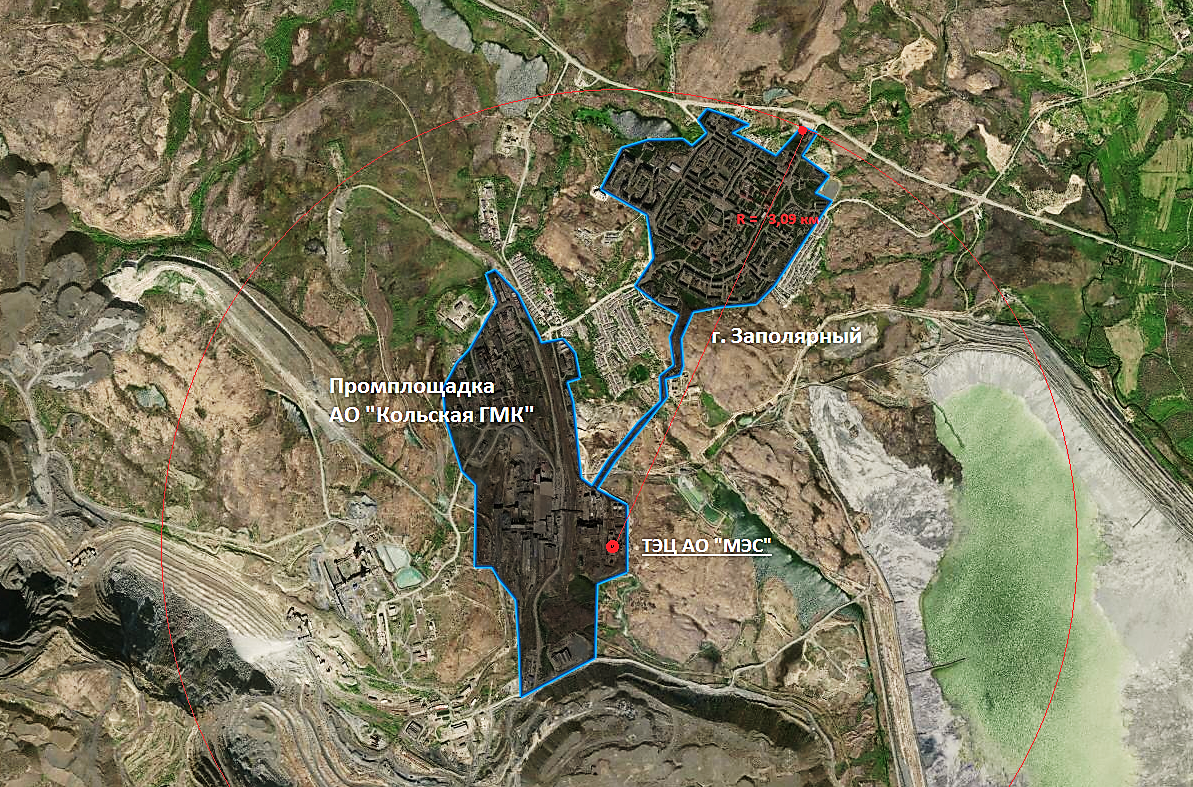 R = 3,09 км
г. Заполярный
Промплощадка
АО "Кольская ГМК"
ТЭЦ АО "МЭС"